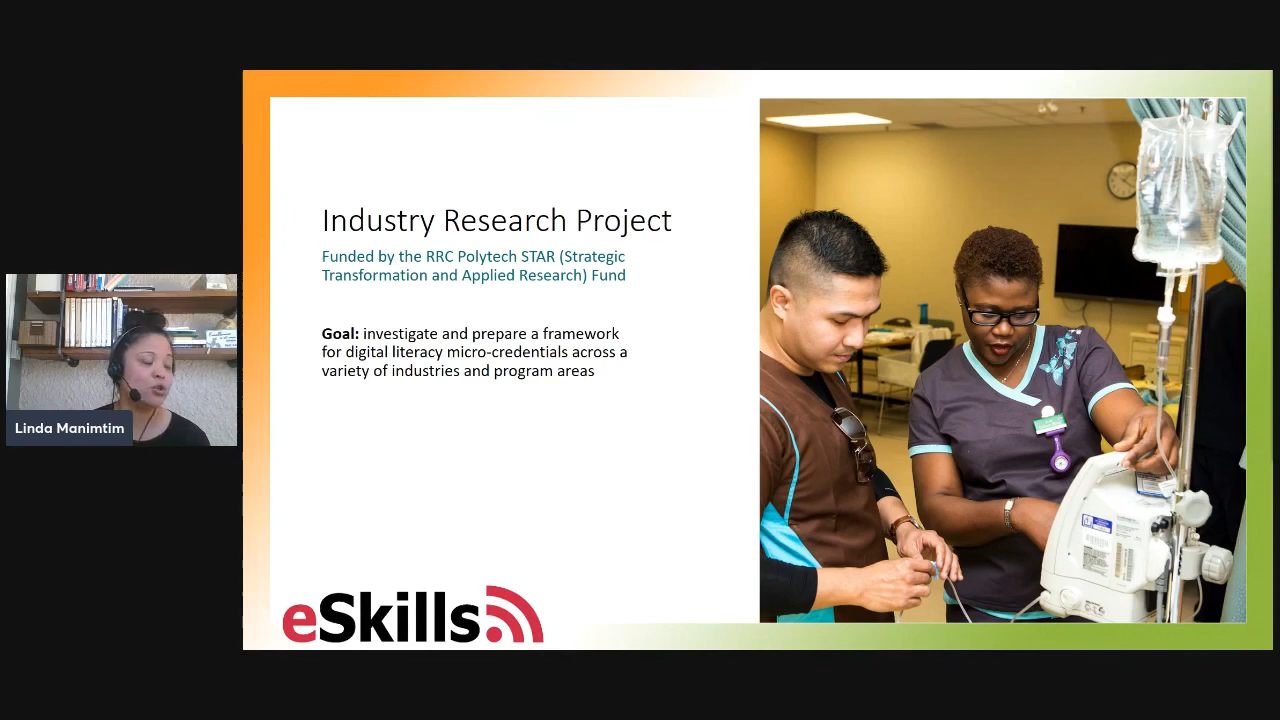 Industry Research Project
Funded by the RRC Polytech STAR (Strategic
Transformation and Applied Research) Fund
Goal: investigate and prepare a framework
for digital literacy micro-credentials across a
variety of industries and program areas
Linda Manimtim
eSkills